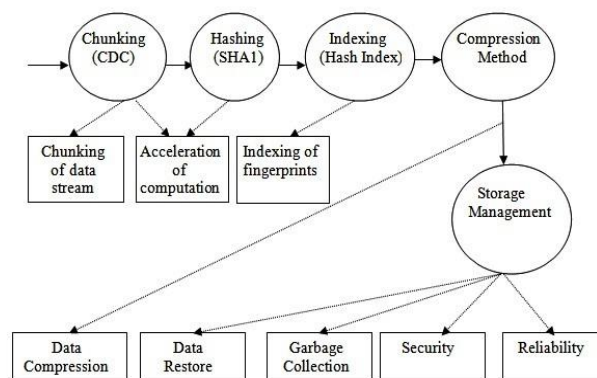 Chunking
(CDC)
Hashing
(SHA1)
Indexing
(Hash Index)
Compression
Method
Chunking
of data
stream
Acceleration
of
computation
Indexing of
fingerprints
Storage
Management
Data
Compression
Data
Restore
Garbage
Collection
Security
Reliability